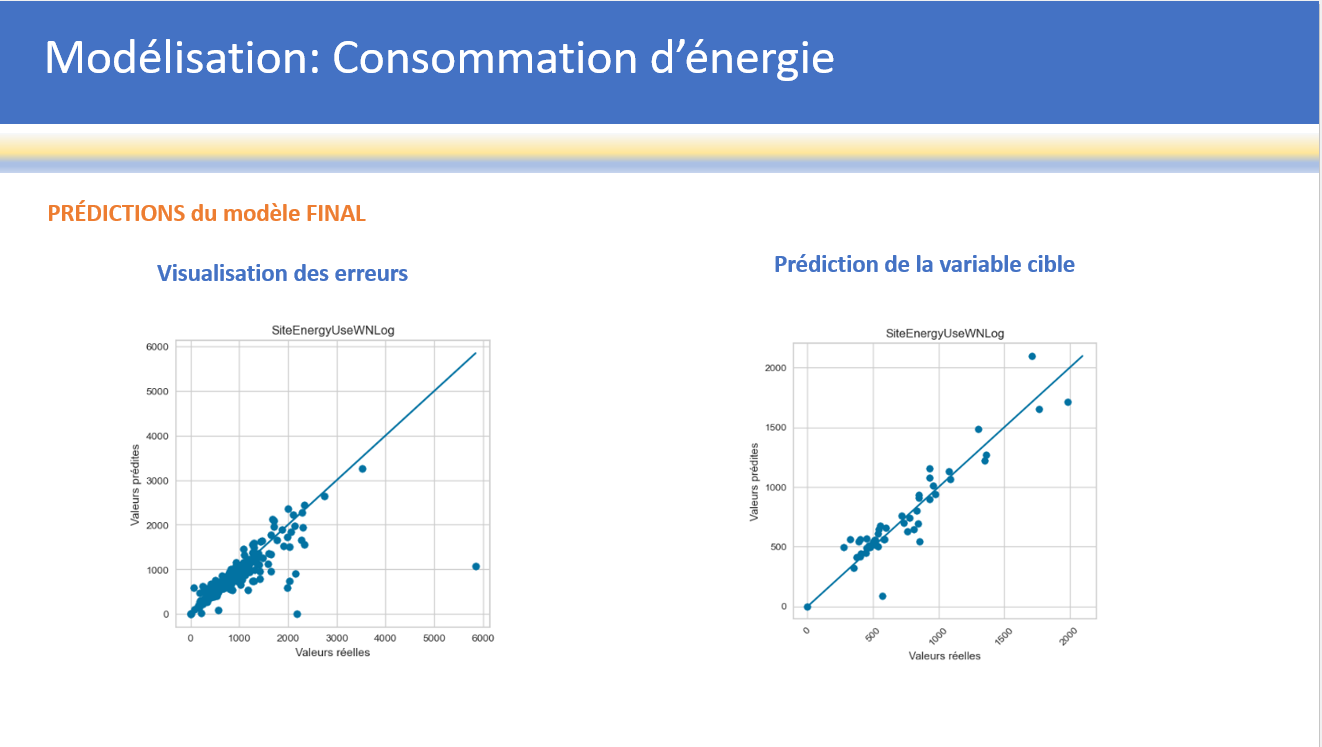 Modélisation: Consommation d'énergie
PRÉDICTIONS du modèle FINAL
Visualisation des erreurs
SiteEnergyUseWNLog
6000
5000
4000
3000
2000
1000
0
Valeurs prédites
0 1000 2000 3000 4000 5000 6000
Valeurs réelles
Prédiction de la variable cible
SiteEnergyUseWNLog
2000
1500
1000
500
0
Valeurs prédites
0 500 1000 1500 2000
Valeurs réelles